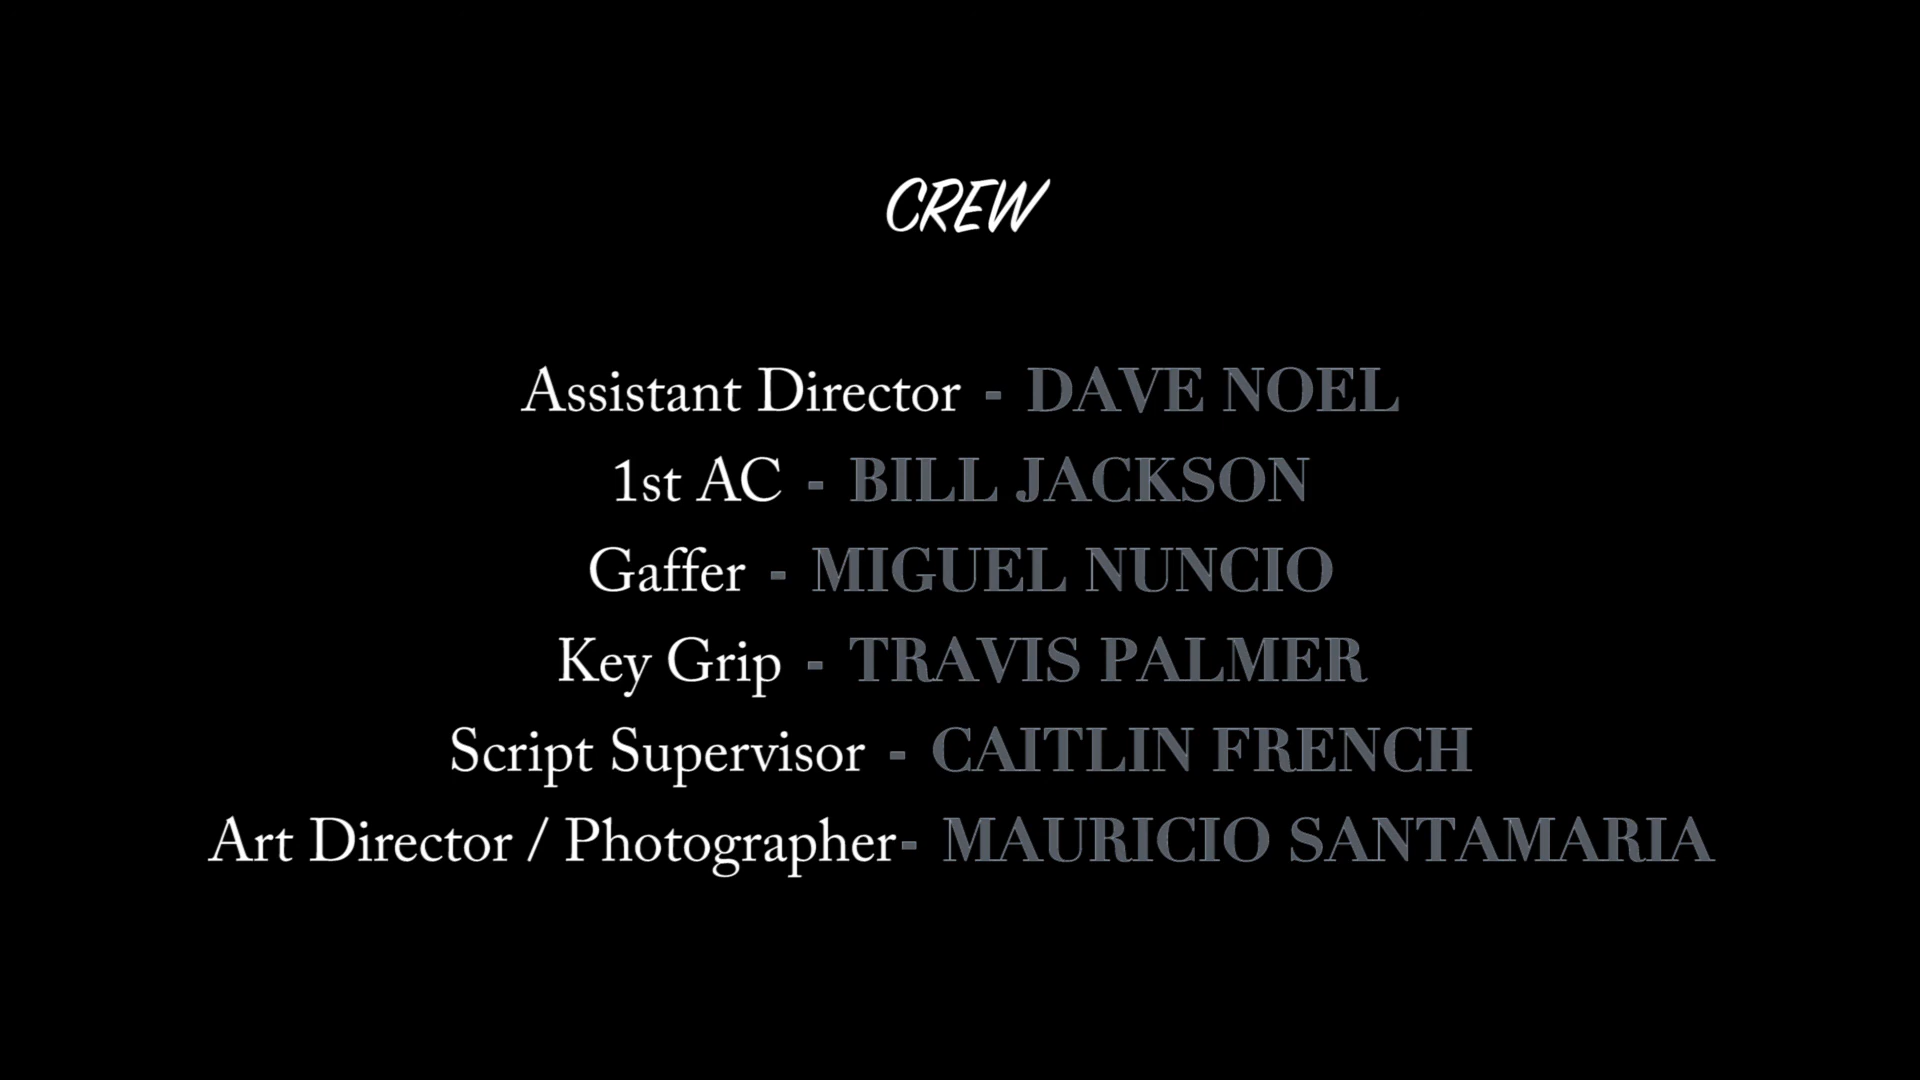 CREW
Assistant Director - DAVE NOEL
1st AC - BILL JACKSON
Gaffer - MIGUEL NUNCIO
Key Grip - TRAVIS PALMER
Script Supervisor - CAITLIN FRENCH
Art Director / Photographer- MAURICIO SANTAMARIA